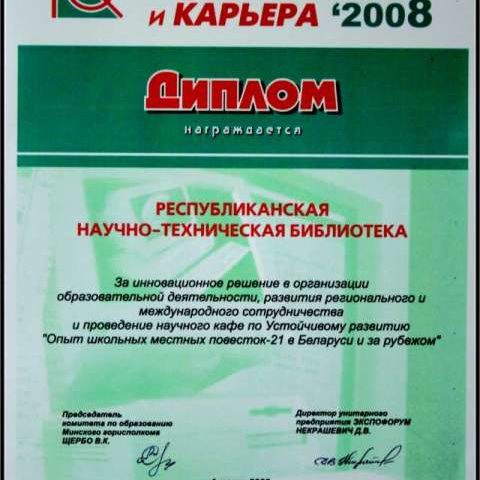 и КАРЬЕРА ‘2008
ДИПЛОМ
награждается
РЕСПУБЛИКАНСКАЯ
НАУЧНО-ТЕХНИЧЕСКАЯ БИБЛИОТЕКА
За инновационное решение в организации
образовательной деятельности, развития регионального и
международного сотрудничества
и проведение научного кафе по Устойчивому развитию
"Опыт школьных местных повесток-21 в Беларуси и за рубежом"
Председатель
комитета по образованию
Минского горисполкома
ЩЕРБО В.К.
Директор унитарного
предприятия ЭКСПОФОРУМ
НЕКРАШЕВИЧ Д.В.